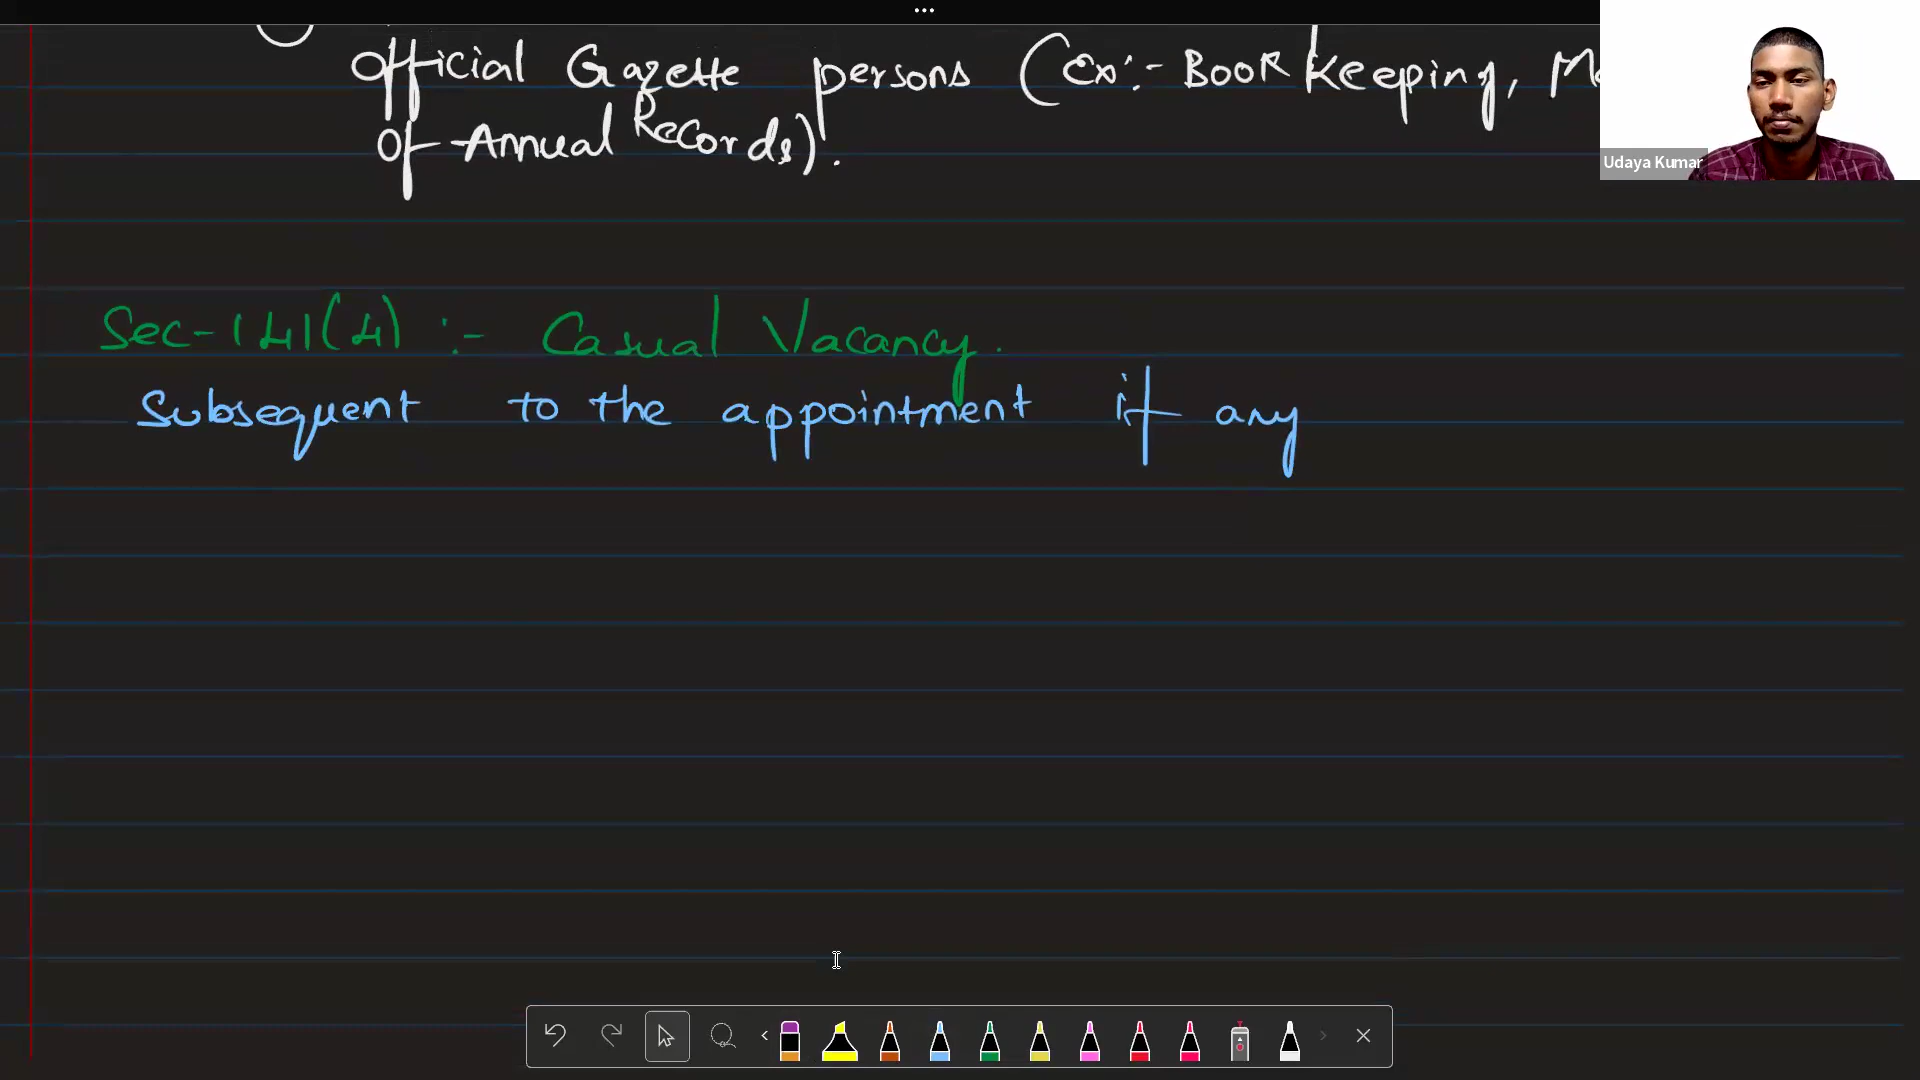 Official Gazette persons (Ex:- Book keeping,
of Annual Records).
Udaya Kumar
Sec-141(4) :- Casual Vacancy.
Subsequent to the appointment if any